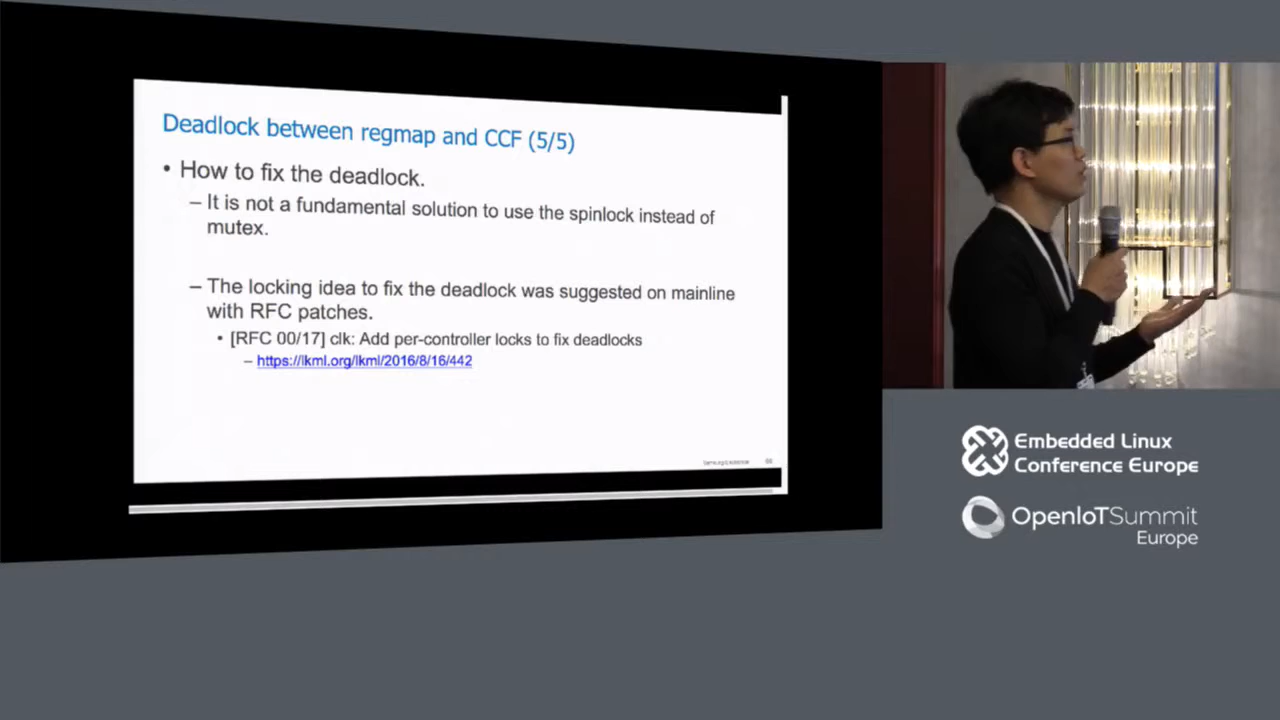 Deadlock between regmap and CCF (5/5)
• How to fix the deadlock.
– It is not a fundamental solution to use the spinlock instead of
mutex.
– The locking idea to fix the deadlock was suggested on mainline
with RFC patches.
• [RFC 00/17] clk: Add per-controller locks to fix deadlocks
– https://lkml.org/lkml/2016/8/16/442
Embedded Linux
Conference Europe
OpenIoTSummit
Europe